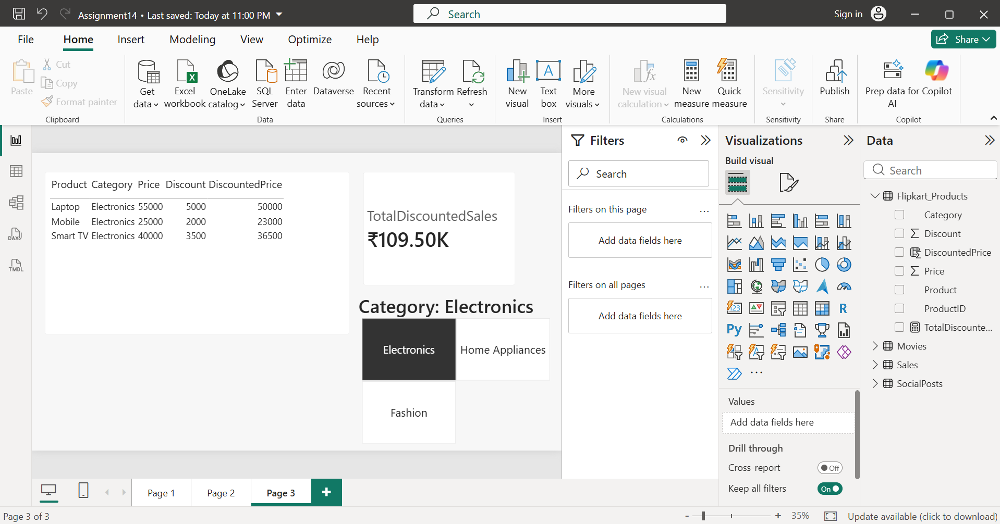 Assignment14 • Last saved: Today at 11:00 PM
Search
Sign in
File Home Insert Modeling View Optimize Help
Share
Paste
Cut
Copy
Format painter
Clipboard
Get data
Excel workbook
OneLake catalog
SQL Server
Enter data
Dataverse
Recent sources
Data
Transform data
Refresh
Queries
New visual
Text box
More visuals
Insert
New visual calculation
New measure
Quick measure
Calculations
Sensitivity
Sensitivity
Publish
Share
Prep data for AI
Copilot
Copilot
DAX
TMDL
Product Category Price Discount DiscountedPrice
Laptop Electronics 55000 5000 50000
Mobile Electronics 25000 2000 23000
Smart TV Electronics 40000 3500 36500
TotalDiscountedSales
₹109.50K
Category: Electronics
Electronics
Home Appliances
Fashion
Filters
Search
Filters on this page ...
Add data fields here
Filters on all pages ...
Add data fields here
Visualizations
Build visual
123
R
Py
...
Values
Add data fields here
Drill through
Cross-report Off
Keep all filters On
Data
Search
Flipkart_Products
Category
Discount
DiscountedPrice
Price
Product
ProductID
TotalDiscounte...
Movies
Sales
SocialPosts
Page 1
Page 2
Page 3
Page 3 of 3
- + 35%
Update available (click to download)